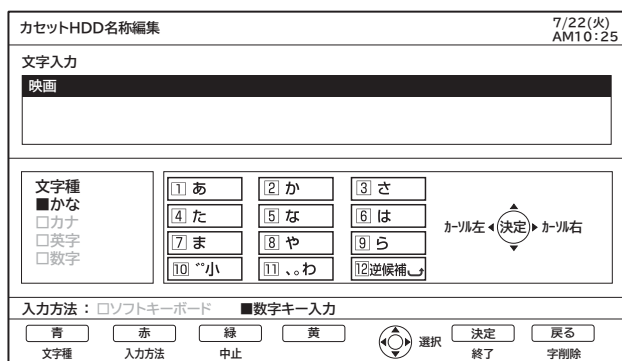 カセットHDD名称編集 7/22(火)
AM10:25
文字入力
映画
文字種
■かな
□カナ
□英字
□数字
1 あ 2 か 3 さ
4 た 5 な 6 は
7 ま 8 や 9 ら
10 ゛゜小 11 、。わ 12逆候補
カーソル左 決定 カーソル右
入力方法：□ソフトキーボード ■数字キー入力
青 赤 緑 黄 選択 決定 戻る
文字種 入力方法 中止 終了 字削除